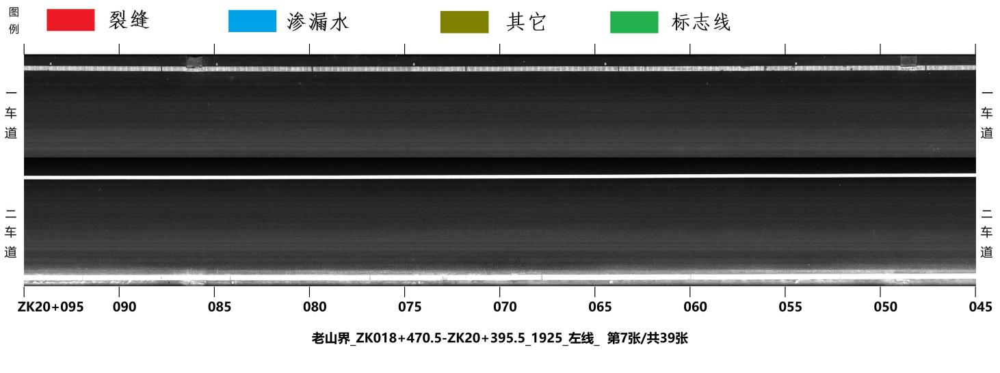 图例
裂缝
渗漏水
其它
标志线
一车道
一车道
二车道
二车道
ZK20+095 090 085 080 075 070 065 060 055 050 045
老山界_ZK018+470.5-ZK20+395.5_1925_左线_ 第7张/共39张